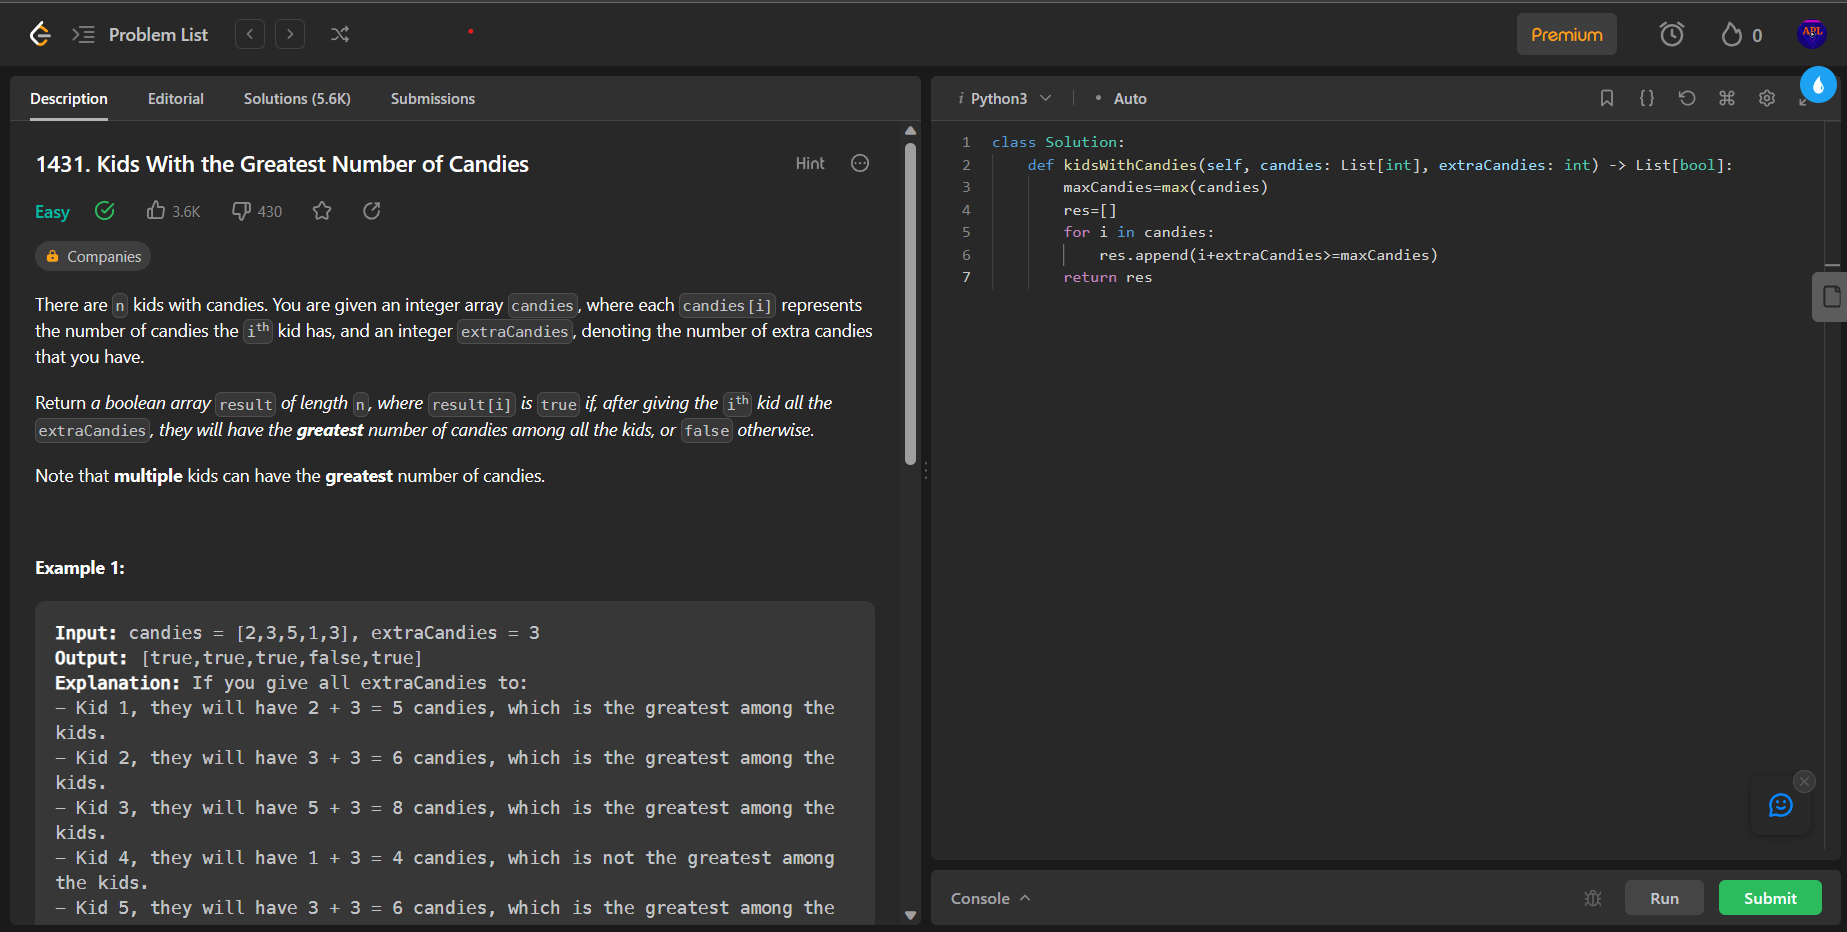 Problem List
Premium
0
APL
Description Editorial Solutions (5.6K) Submissions
1431. Kids With the Greatest Number of Candies
Hint
Easy 3.6K 430
Companies
There are n kids with candies. You are given an integer array candies, where each candies[i] represents
the number of candies the ith kid has, and an integer extraCandies, denoting the number of extra candies
that you have.
Return a boolean array result of length n, where result[i] is true if, after giving the ith kid all the
extraCandies, they will have the greatest number of candies among all the kids, or false otherwise.
Note that multiple kids can have the greatest number of candies.
Example 1:
Input: candies = [2,3,5,1,3], extraCandies = 3
Output: [true,true,true,false,true]
Explanation: If you give all extraCandies to:
- Kid 1, they will have 2 + 3 = 5 candies, which is the greatest among the
kids.
- Kid 2, they will have 3 + 3 = 6 candies, which is the greatest among the
kids.
- Kid 3, they will have 5 + 3 = 8 candies, which is the greatest among the
kids.
- Kid 4, they will have 1 + 3 = 4 candies, which is not the greatest among
the kids.
- Kid 5, they will have 3 + 3 = 6 candies, which is the greatest among the
i Python3 • Auto
1 class Solution:
2 def kidsWithCandies(self, candies: List[int], extraCandies: int) -> List[bool]:
3 maxCandies=max(candies)
4 res=[]
5 for i in candies:
6 res.append(i+extraCandies>=maxCandies)
7 return res
Console
Run
Submit